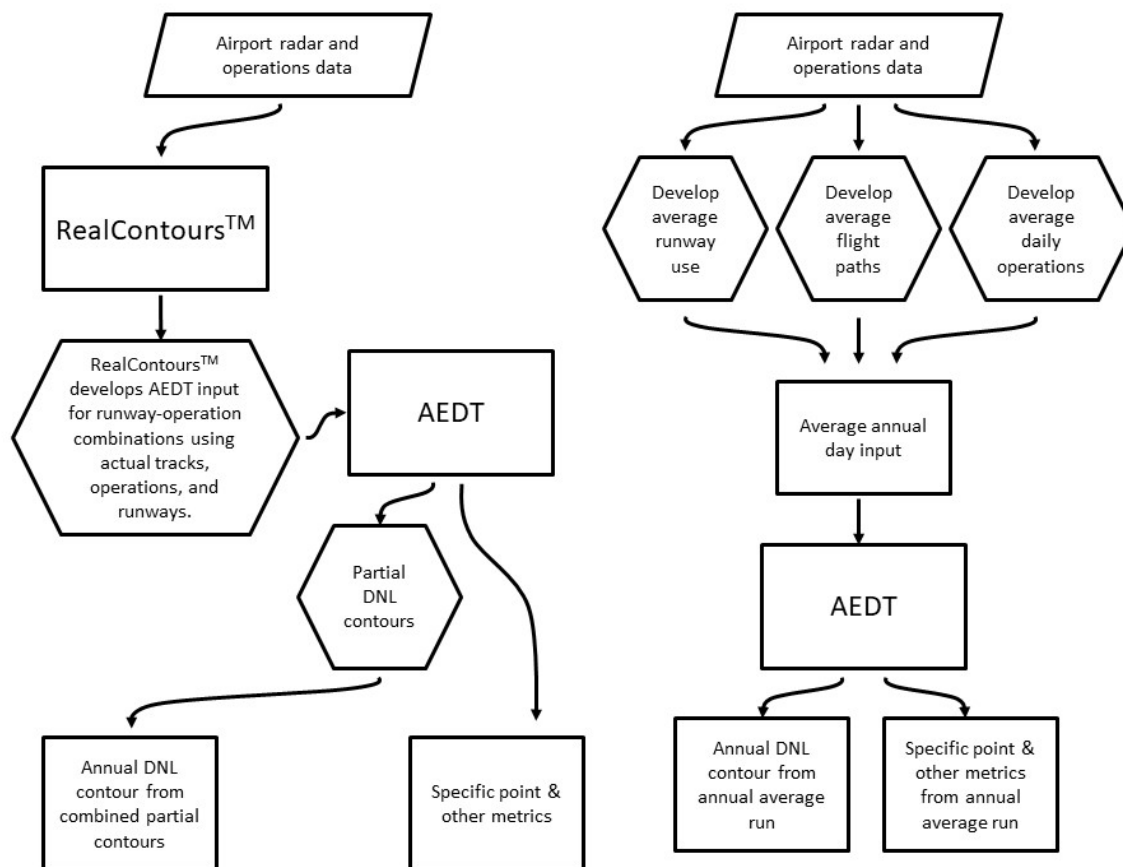 Airport radar and
operations data
RealContours™
RealContours™
develops AEDT input
for runway-operation
combinations using
actual tracks,
operations, and
runways.
AEDT
Partial
DNL
contours
Annual DNL
contour from
combined partial
contours
Specific point &
other metrics
Airport radar and
operations data
Develop
average
runway
use
Develop
average
flight
paths
Develop
average
daily
operations
Average annual
day input
AEDT
Annual DNL
contour from
annual average
run
Specific point &
other metrics
from annual
average run